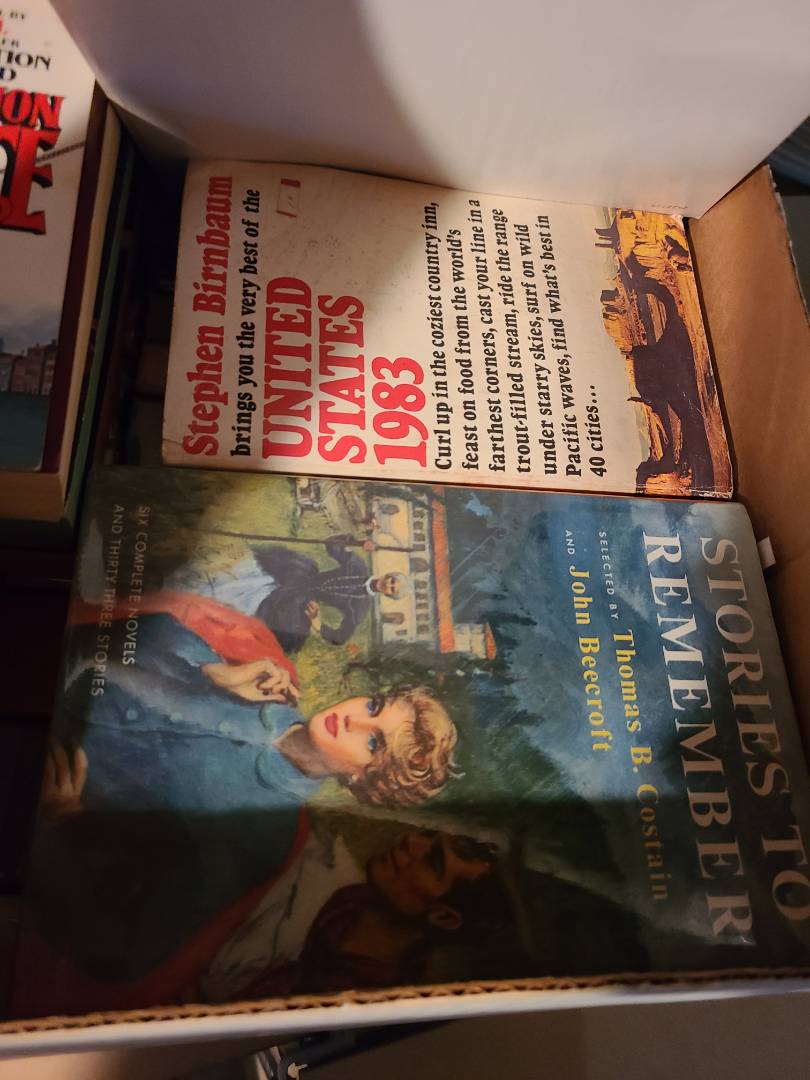 BY
TION
ION
Stephen Birnbaum
brings you the very best of the
UNITED
STATES
1983
Curl up in the coziest country inn,
feast on food from the world's
farthest corners, cast your line in a
trout-filled stream, ride the range
under starry skies, surf on wild
Pacific waves, find what's best in
40 cities...
STORIES TO
REMEMBER
SELECTED BY Thomas B. Costain
AND John Beecroft
SIX COMPLETE NOVELS
AND THIRTY-THREE STORIES